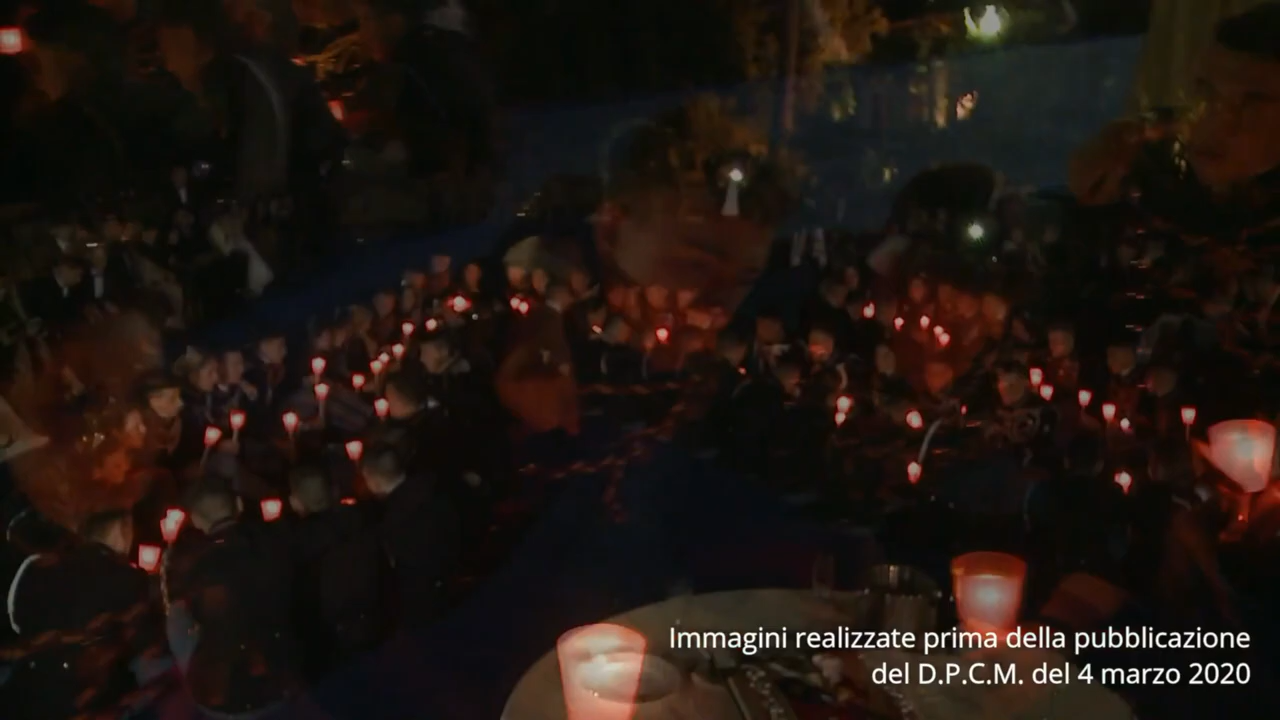 Immagini realizzate prima della pubblicazione
del D.P.C.M. del 4 marzo 2020